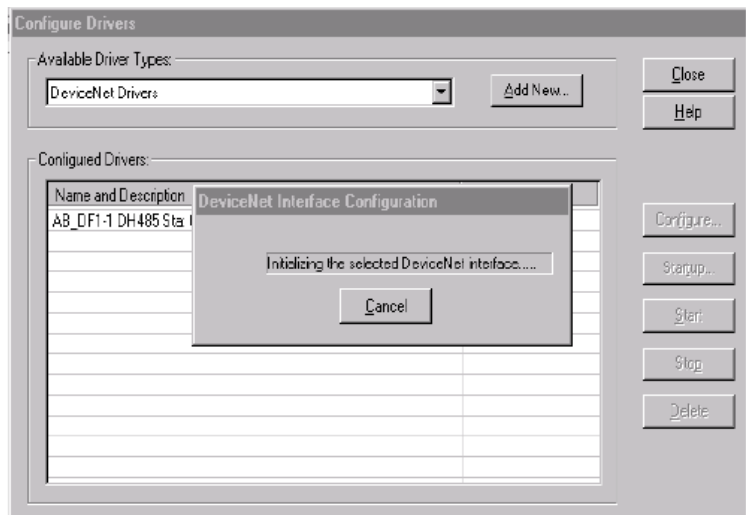 Configure Drivers
Available Driver Types:
DeviceNet Drivers
Add New...
Close
Help
Configured Drivers:
Name and Description
AB_DF1-1 DH485 Sta:
DeviceNet Interface Configuration
Initializing the selected DeviceNet interface.....
Cancel
Configure...
Startup...
Start
Stop
Delete